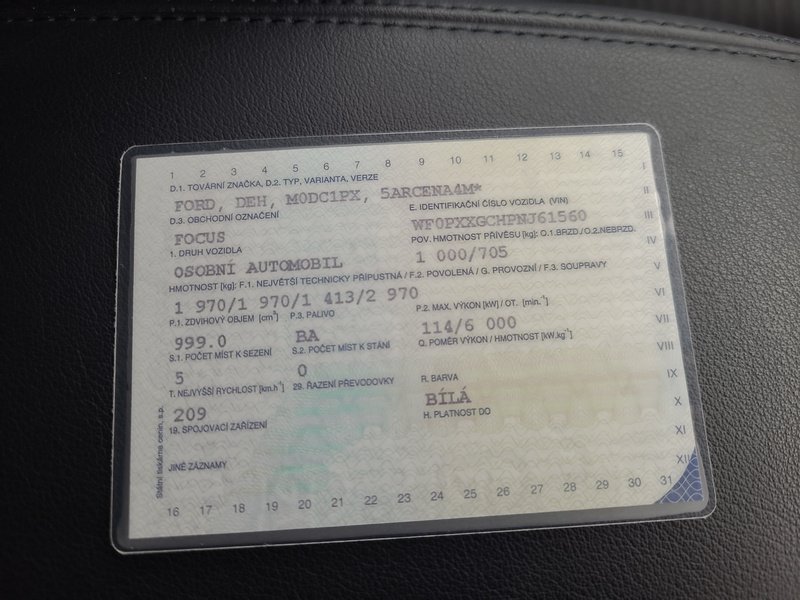 1 2 3 4 5 6 7 8 9 10 11 12 13 14 15
D.1. TOVÁRNÍ ZNAČKA, D.2. TYP, VARIANTA, VERZE
FORD, DEH, M0DC1PX, 5ARCENA4M*
D.3. OBCHODNÍ OZNAČENÍ E. IDENTIFIKAČNÍ ČÍSLO VOZIDLA (VIN)
FOCUS WF0PXXGCHPNJ61560
1. DRUH VOZIDLA POV. HMOTNOST PŘÍVĚSU [kg]: O.1.BRZD./O.2.NEBRZD.
OSOBNÍ AUTOMOBIL 1 000/705
HMOTNOST [kg]: F.1. NEJVĚTŠÍ TECHNICKY PŘÍPUSTNÁ / F.2. POVOLENÁ / G. PROVOZNÍ / F.3. SOUPRAVY
1 970/1 970/1 413/2 970
P.1. ZDVIHOVÝ OBJEM [cm³] P.3. PALIVO P.2. MAX. VÝKON [kW] / OT. [min.⁻¹]
999.0 BA 114/6 000
S.1. POČET MÍST K SEZENÍ S.2. POČET MÍST K STÁNÍ Q. POMĚR VÝKON / HMOTNOST [kW.kg⁻¹]
5 0
T. NEJVYŠŠÍ RYCHLOST [km.h⁻¹] 29. ŘAZENÍ PŘEVODOVKY R. BARVA
209 BÍLÁ
19. SPOJOVACÍ ZAŘÍZENÍ H. PLATNOST DO
JINÉ ZÁZNAMY
16 17 18 19 20 21 22 23 24 25 26 27 28 29 30 31
I
II
III
IV
V
VI
VII
VIII
IX
X
XI
XII
Státní tiskárna cenin, s.p.